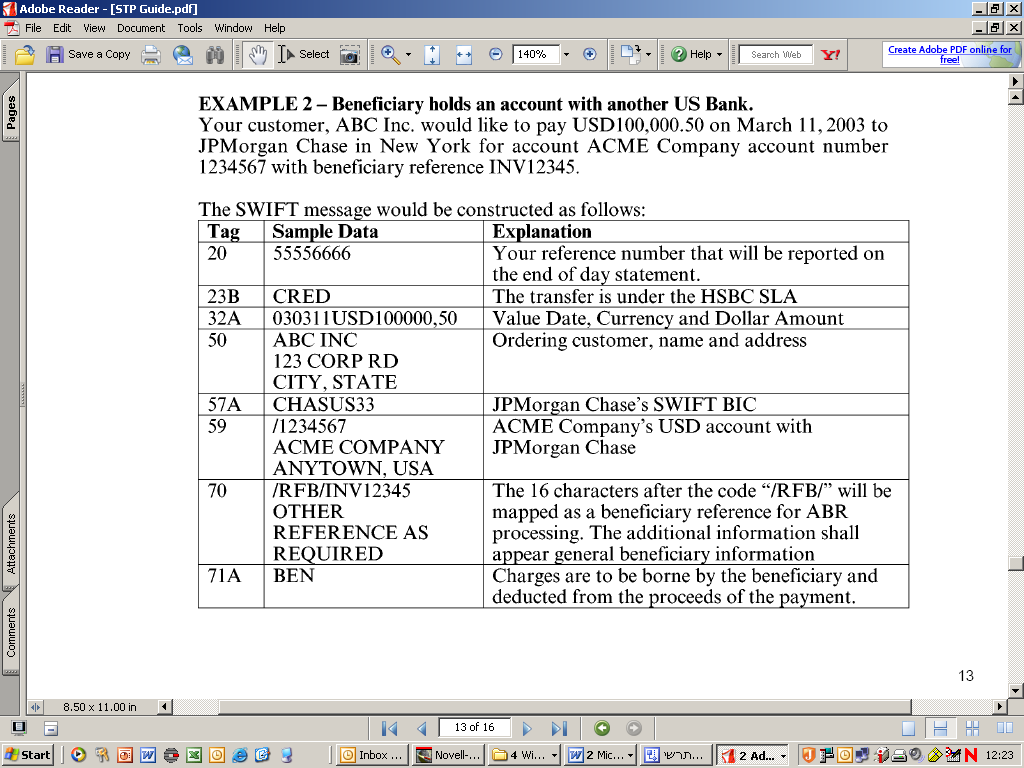 Adobe Reader - [STP Guide.pdf]
File Edit View Document Tools Window Help
Save a Copy Select 140% Help Search Web Y! Create Adobe PDF online for free!
Pages
EXAMPLE 2 – Beneficiary holds an account with another US Bank.
Your customer, ABC Inc. would like to pay USD100,000.50 on March 11, 2003 to
JPMorgan Chase in New York for account ACME Company account number
1234567 with beneficiary reference INV12345.
The SWIFT message would be constructed as follows:
Tag Sample Data Explanation
20 55556666 Your reference number that will be reported on
the end of day statement.
23B CRED The transfer is under the HSBC SLA
32A 030311USD100000,50 Value Date, Currency and Dollar Amount
50 ABC INC Ordering customer, name and address
123 CORP RD
CITY, STATE
57A CHASUS33 JPMorgan Chase's SWIFT BIC
59 /1234567 ACME Company's USD account with
ACME COMPANY JPMorgan Chase
ANYTOWN, USA
70 /RFB/INV12345 The 16 characters after the code “/RFB/” will be
OTHER mapped as a beneficiary reference for ABR
REFERENCE AS processing. The additional information shall
REQUIRED appear general beneficiary information
71A BEN Charges are to be borne by the beneficiary and
deducted from the proceeds of the payment.
Attachments
Comments
13
8.50 x 11.00 in
13 of 16
Start Inbox ... Novell-... 4 Wi... 2 Mic... תרשי... 2 Ad... 12:23